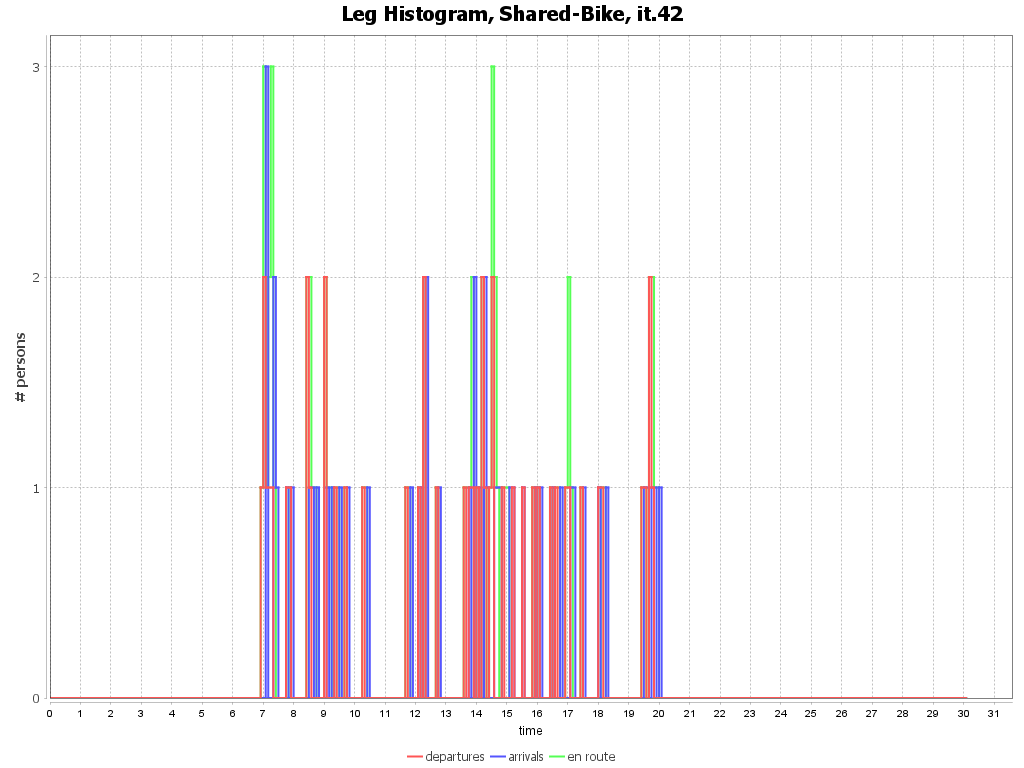 Leg Histogram, Shared-Bike, it.42
# persons
3
2
1
0
0 1 2 3 4 5 6 7 8 9 10 11 12 13 14 15 16 17 18 19 20 21 22 23 24 25 26 27 28 29 30 31
time
departures arrivals en route